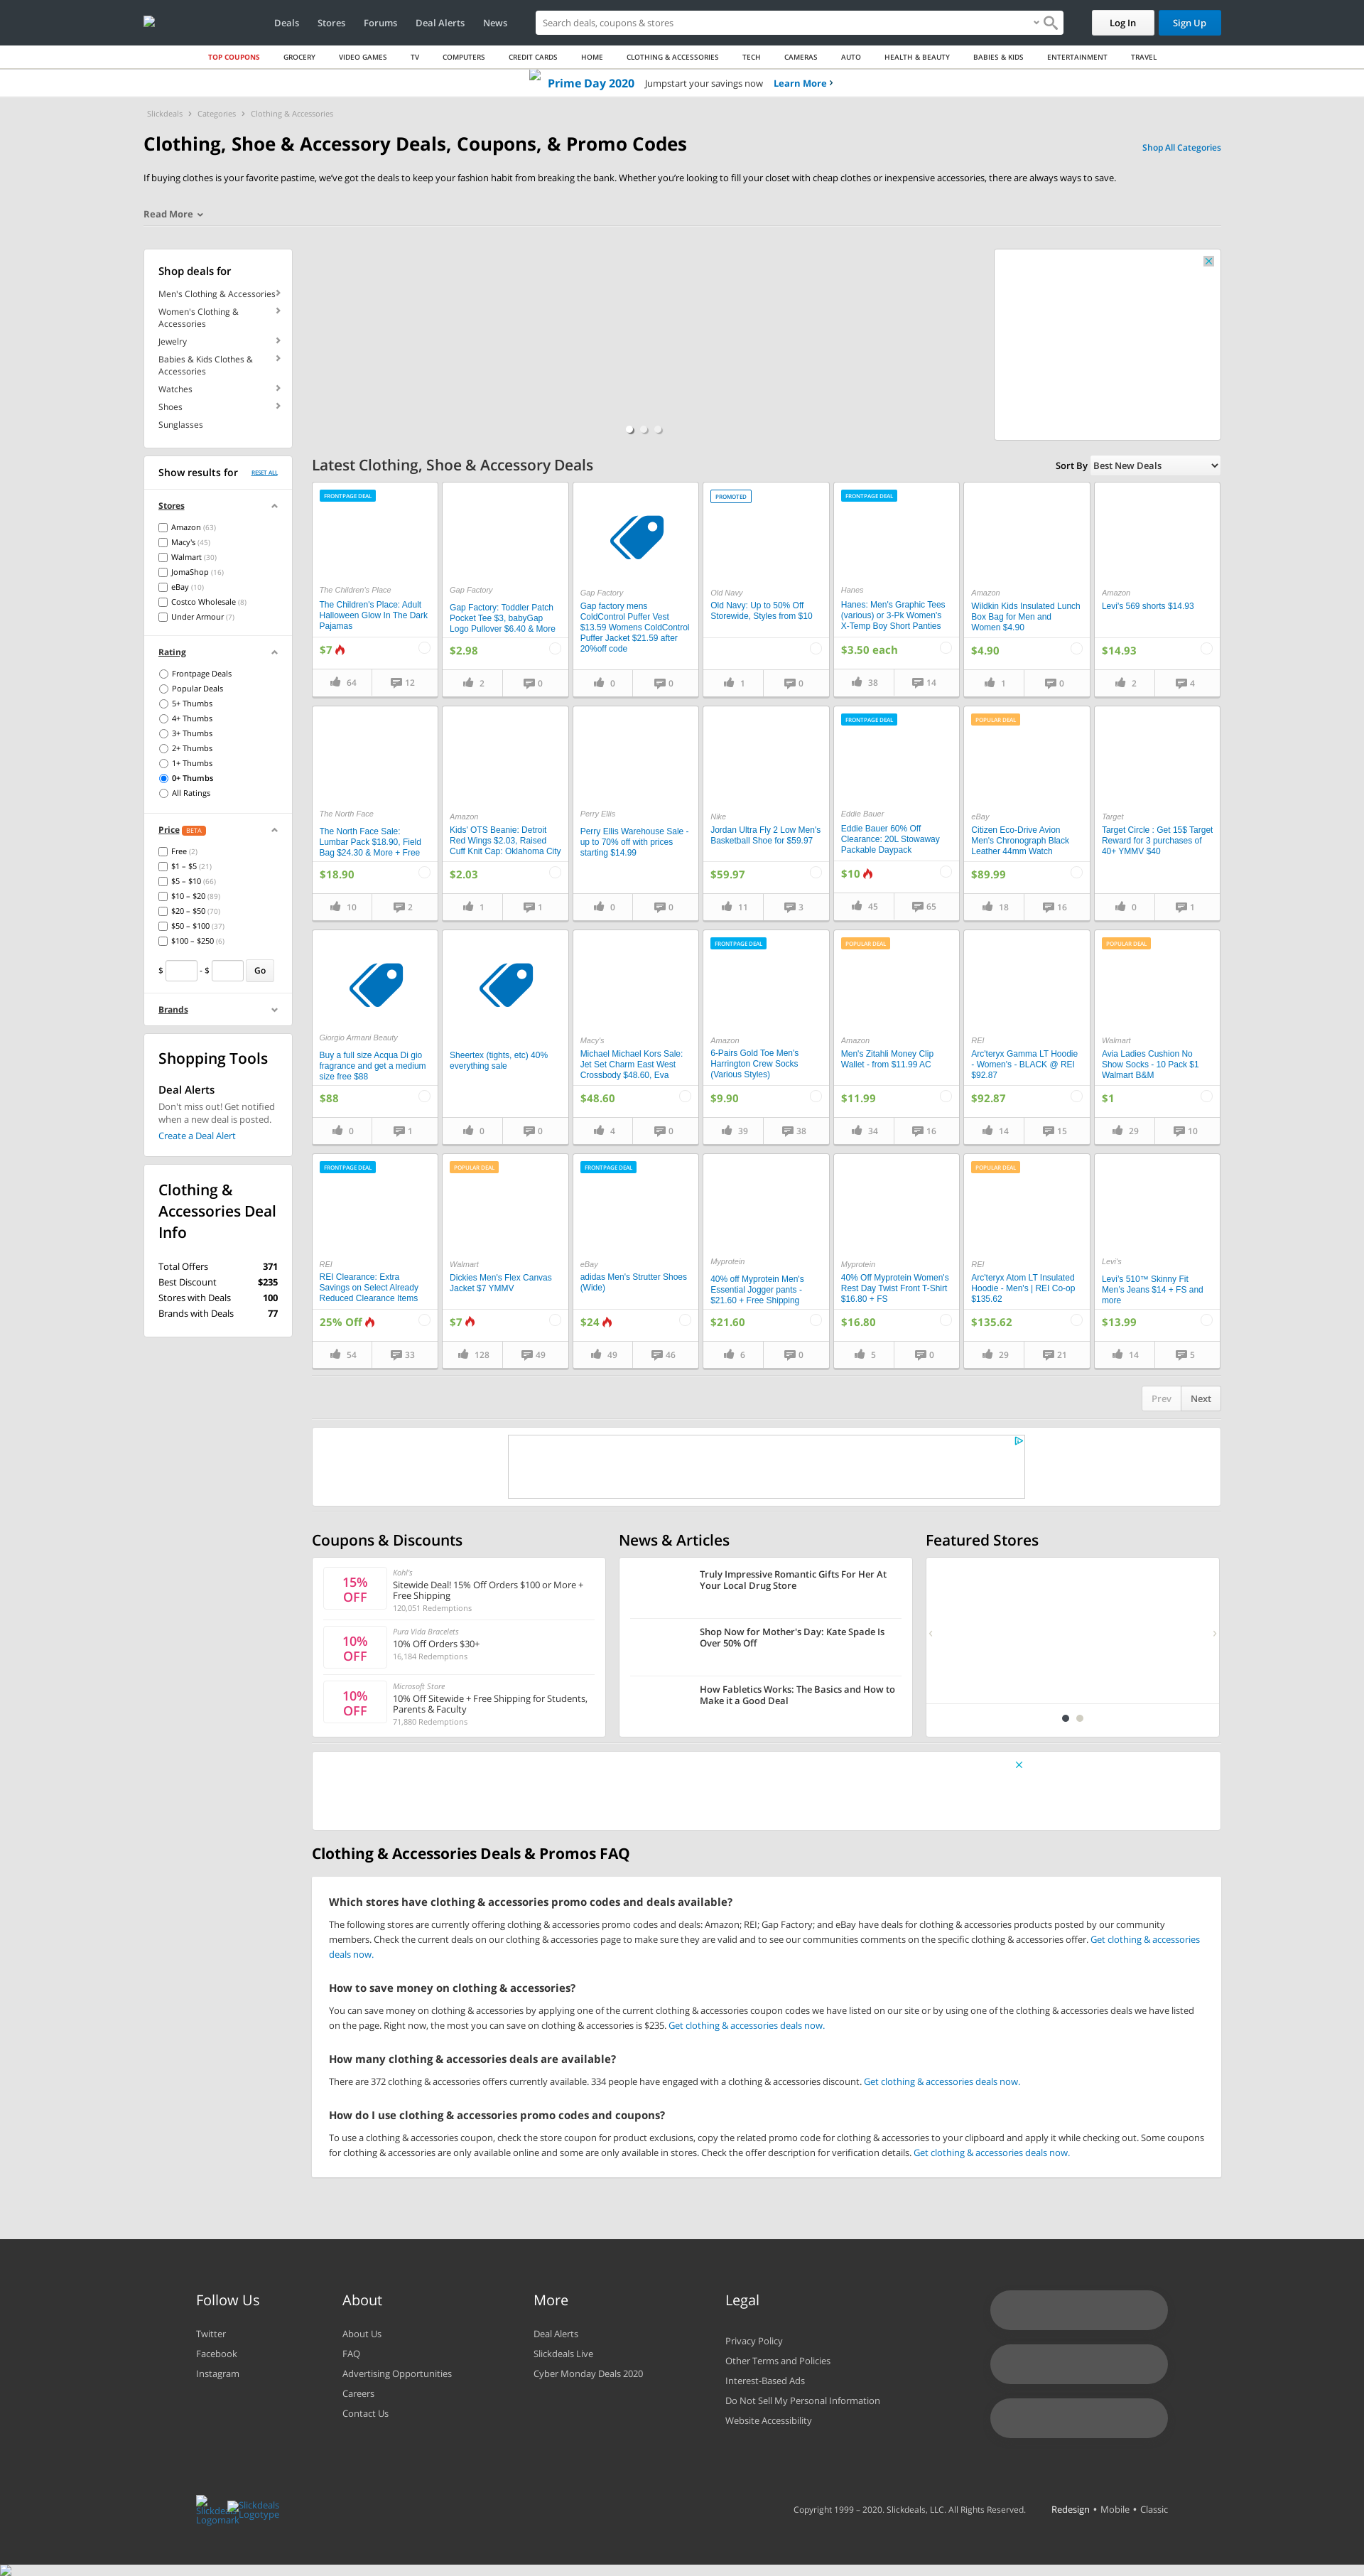 Deals Stores Forums Deal Alerts News
Search deals, coupons & stores
Log In
Sign Up
TOP COUPONS GROCERY VIDEO GAMES TV COMPUTERS CREDIT CARDS HOME CLOTHING & ACCESSORIES TECH CAMERAS AUTO HEALTH & BEAUTY BABIES & KIDS ENTERTAINMENT TRAVEL
Prime Day 2020 Jumpstart your savings now Learn More
Slickdeals Categories Clothing & Accessories
Clothing, Shoe & Accessory Deals, Coupons, & Promo Codes
Shop All Categories
If buying clothes is your favorite pastime, we've got the deals to keep your fashion habit from breaking the bank. Whether you're looking to fill your closet with cheap clothes or inexpensive accessories, there are always ways to save.
Read More
Shop deals for
Men's Clothing & Accessories
Women's Clothing &
Accessories
Jewelry
Babies & Kids Clothes &
Accessories
Watches
Shoes
Sunglasses
Show results for RESET ALL
Stores
Amazon (63)
Macy's (45)
Walmart (30)
JomaShop (16)
eBay (10)
Costco Wholesale (8)
Under Armour (7)
Rating
Frontpage Deals
Popular Deals
5+ Thumbs
4+ Thumbs
3+ Thumbs
2+ Thumbs
1+ Thumbs
0+ Thumbs
All Ratings
Price BETA
Free (2)
$1 – $5 (21)
$5 – $10 (66)
$10 – $20 (89)
$20 – $50 (70)
$50 – $100 (37)
$100 – $250 (6)
$ - $ Go
Brands
Shopping Tools
Deal Alerts
Don't miss out! Get notified
when a new deal is posted.
Create a Deal Alert
Clothing &
Accessories Deal
Info
Total Offers 371
Best Discount $235
Stores with Deals 100
Brands with Deals 77
Latest Clothing, Shoe & Accessory Deals
Sort By Best New Deals
FRONTPAGE DEAL
The Children's Place
The Children's Place: Adult
Halloween Glow In The Dark
Pajamas
$7
64 12
Gap Factory
Gap Factory: Toddler Patch
Pocket Tee $3, babyGap
Logo Pullover $6.40 & More
$2.98
2 0
Gap Factory
Gap factory mens
ColdControl Puffer Vest
$13.59 Womens ColdControl
Puffer Jacket $21.59 after
20%off code
0 0
PROMOTED
Old Navy
Old Navy: Up to 50% Off
Storewide, Styles from $10
1 0
FRONTPAGE DEAL
Hanes
Hanes: Men's Graphic Tees
(various) or 3-Pk Women's
X-Temp Boy Short Panties
$3.50 each
38 14
Amazon
Wildkin Kids Insulated Lunch
Box Bag for Men and
Women $4.90
$4.90
1 0
Amazon
Levi's 569 shorts $14.93
$14.93
2 4
The North Face
The North Face Sale:
Lumbar Pack $18.90, Field
Bag $24.30 & More + Free
$18.90
10 2
Amazon
Kids' OTS Beanie: Detroit
Red Wings $2.03, Raised
Cuff Knit Cap: Oklahoma City
$2.03
1 1
Perry Ellis
Perry Ellis Warehouse Sale -
up to 70% off with prices
starting $14.99
0 0
Nike
Jordan Ultra Fly 2 Low Men's
Basketball Shoe for $59.97
$59.97
11 3
FRONTPAGE DEAL
Eddie Bauer
Eddie Bauer 60% Off
Clearance: 20L Stowaway
Packable Daypack
$10
45 65
POPULAR DEAL
eBay
Citizen Eco-Drive Avion
Men's Chronograph Black
Leather 44mm Watch
$89.99
18 16
Target
Target Circle : Get 15$ Target
Reward for 3 purchases of
40+ YMMV $40
0 1
Giorgio Armani Beauty
Buy a full size Acqua Di gio
fragrance and get a medium
size free $88
$88
0 1
Sheertex (tights, etc) 40%
everything sale
0 0
Macy's
Michael Michael Kors Sale:
Jet Set Charm East West
Crossbody $48.60, Eva
$48.60
4 0
FRONTPAGE DEAL
Amazon
6-Pairs Gold Toe Men's
Harrington Crew Socks
(Various Styles)
$9.90
39 38
POPULAR DEAL
Amazon
Men's Zitahli Money Clip
Wallet - from $11.99 AC
$11.99
34 16
REI
Arc'teryx Gamma LT Hoodie
- Women's - BLACK @ REI
$92.87
$92.87
14 15
POPULAR DEAL
Walmart
Avia Ladies Cushion No
Show Socks - 10 Pack $1
Walmart B&M
$1
29 10
FRONTPAGE DEAL
REI
REI Clearance: Extra
Savings on Select Already
Reduced Clearance Items
25% Off
54 33
POPULAR DEAL
Walmart
Dickies Men's Flex Canvas
Jacket $7 YMMV
$7
128 49
FRONTPAGE DEAL
eBay
adidas Men's Strutter Shoes
(Wide)
$24
49 46
Myprotein
40% off Myprotein Men's
Essential Jogger pants -
$21.60 + Free Shipping
$21.60
6 0
Myprotein
40% Off Myprotein Women's
Rest Day Twist Front T-Shirt
$16.80 + FS
$16.80
5 0
POPULAR DEAL
REI
Arc'teryx Atom LT Insulated
Hoodie - Men's | REI Co-op
$135.62
$135.62
29 21
Levi's
Levi's 510™ Skinny Fit
Men's Jeans $14 + FS and
more
$13.99
14 5
Prev Next
Coupons & Discounts
15%
OFF
Kohl's
Sitewide Deal! 15% Off Orders $100 or More +
Free Shipping
120,051 Redemptions
10%
OFF
Pura Vida Bracelets
10% Off Orders $30+
16,184 Redemptions
10%
OFF
Microsoft Store
10% Off Sitewide + Free Shipping for Students,
Parents & Faculty
71,880 Redemptions
News & Articles
Truly Impressive Romantic Gifts For Her At
Your Local Drug Store
Shop Now for Mother's Day: Kate Spade Is
Over 50% Off
How Fabletics Works: The Basics and How to
Make it a Good Deal
Featured Stores
Clothing & Accessories Deals & Promos FAQ
Which stores have clothing & accessories promo codes and deals available?
The following stores are currently offering clothing & accessories promo codes and deals: Amazon; REI; Gap Factory; and eBay have deals for clothing & accessories products posted by our community
members. Check the current deals on our clothing & accessories page to make sure they are valid and to see our communities comments on the specific clothing & accessories offer. Get clothing & accessories
deals now.
How to save money on clothing & accessories?
You can save money on clothing & accessories by applying one of the current clothing & accessories coupon codes we have listed on our site or by using one of the clothing & accessories deals we have listed
on the page. Right now, the most you can save on clothing & accessories is $235. Get clothing & accessories deals now.
How many clothing & accessories deals are available?
There are 372 clothing & accessories offers currently available. 334 people have engaged with a clothing & accessories discount. Get clothing & accessories deals now.
How do I use clothing & accessories promo codes and coupons?
To use a clothing & accessories coupon, check the store coupon for product exclusions, copy the related promo code for clothing & accessories to your clipboard and apply it while checking out. Some coupons
for clothing & accessories are only available online and some are only available in stores. Check the offer description for verification details. Get clothing & accessories deals now.
Follow Us
Twitter
Facebook
Instagram
About
About Us
FAQ
Advertising Opportunities
Careers
Contact Us
More
Deal Alerts
Slickdeals Live
Cyber Monday Deals 2020
Legal
Privacy Policy
Other Terms and Policies
Interest-Based Ads
Do Not Sell My Personal Information
Website Accessibility
Slickdeals
Logomark
Slickdeals
Logotype
Copyright 1999 – 2020. Slickdeals, LLC. All Rights Reserved.
Redesign • Mobile • Classic